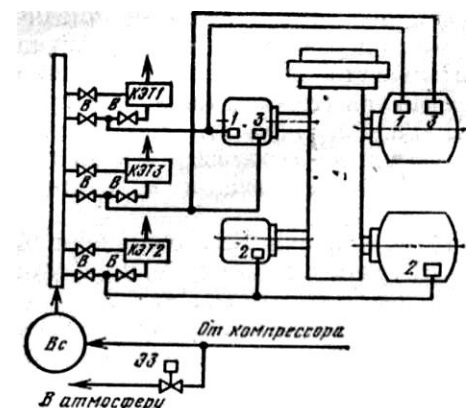 В В КЭТ1
В В КЭТ3
В В КЭТ2
1 3
1 3
2
2
Вс
От компрессора
ЭЗ
В атмосферу